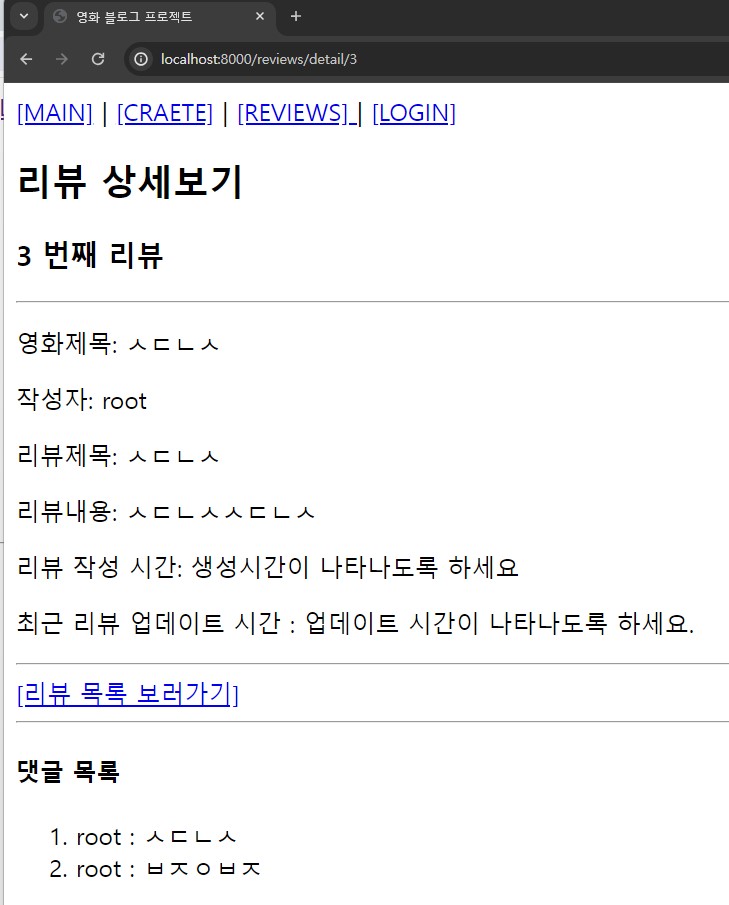 영화 블로그 프로젝트
localhost:8000/reviews/detail/3
[MAIN] | [CRAETE] | [REVIEWS] | [LOGIN]
리뷰 상세보기
3 번째 리뷰
영화제목: ㅅㄷㄴㅅ
작성자: root
리뷰제목: ㅅㄷㄴㅅ
리뷰내용: ㅅㄷㄴㅅㅅㄷㄴㅅ
리뷰 작성 시간: 생성시간이 나타나도록 하세요
최근 리뷰 업데이트 시간 : 업데이트 시간이 나타나도록 하세요.
[리뷰 목록 보러가기]
댓글 목록
1. root : ㅅㄷㄴㅅ
2. root : ㅂㅈㅇㅂㅈ